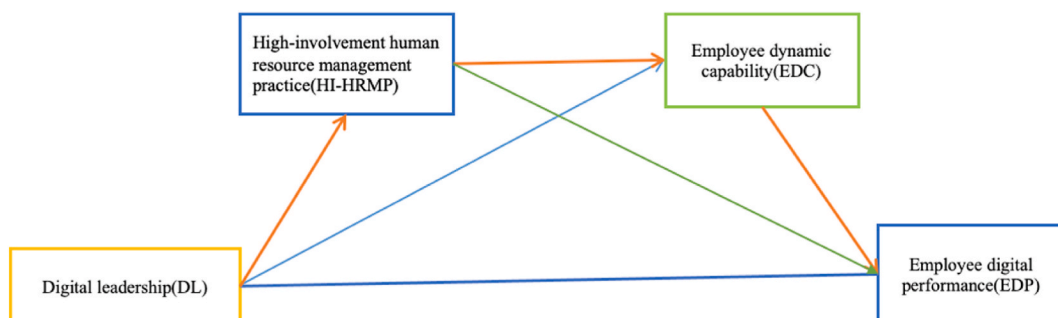 High-involvement human
resource management
practice(HI-HRMP)
Employee dynamic
capability(EDC)
Digital leadership(DL)
Employee digital
performance(EDP)